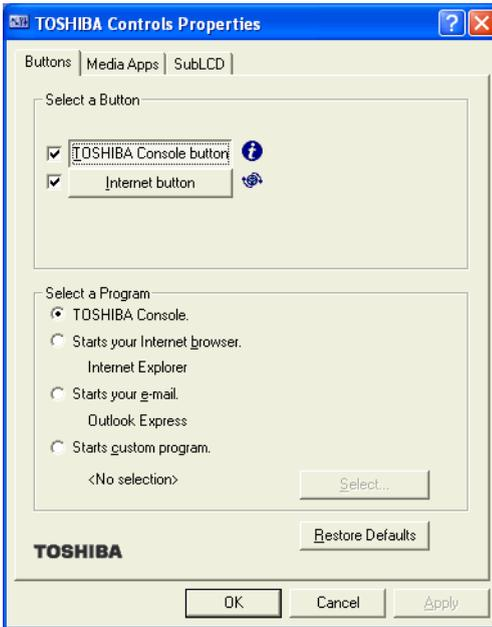 TOSHIBA Controls Properties
Buttons Media Apps SubLCD
Select a Button
TOSHIBA Console button
Internet button
Select a Program
TOSHIBA Console.
Starts your Internet browser.
Internet Explorer
Starts your e-mail.
Outlook Express
Starts custom program.
<No selection>
Select...
Restore Defaults
TOSHIBA
OK Cancel Apply